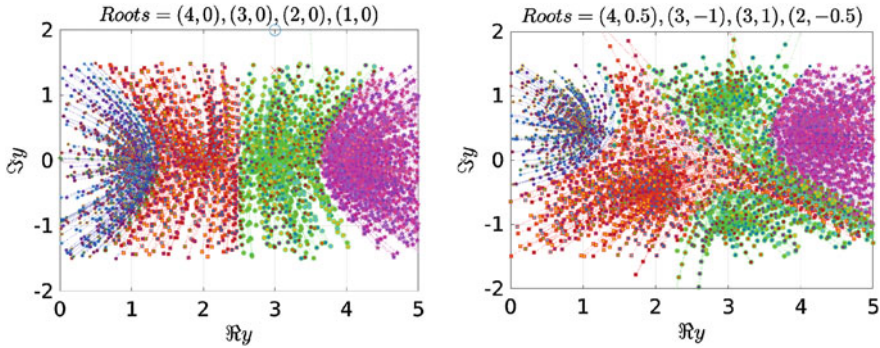 Roots = (4, 0), (3, 0), (2, 0), (1, 0)
2
1
0
-1
-2
ℑy
0 1 2 3 4 5
ℜy
Roots = (4, 0.5), (3, −1), (3, 1), (2, −0.5)
2
1
0
-1
-2
ℑy
0 1 2 3 4 5
ℜy